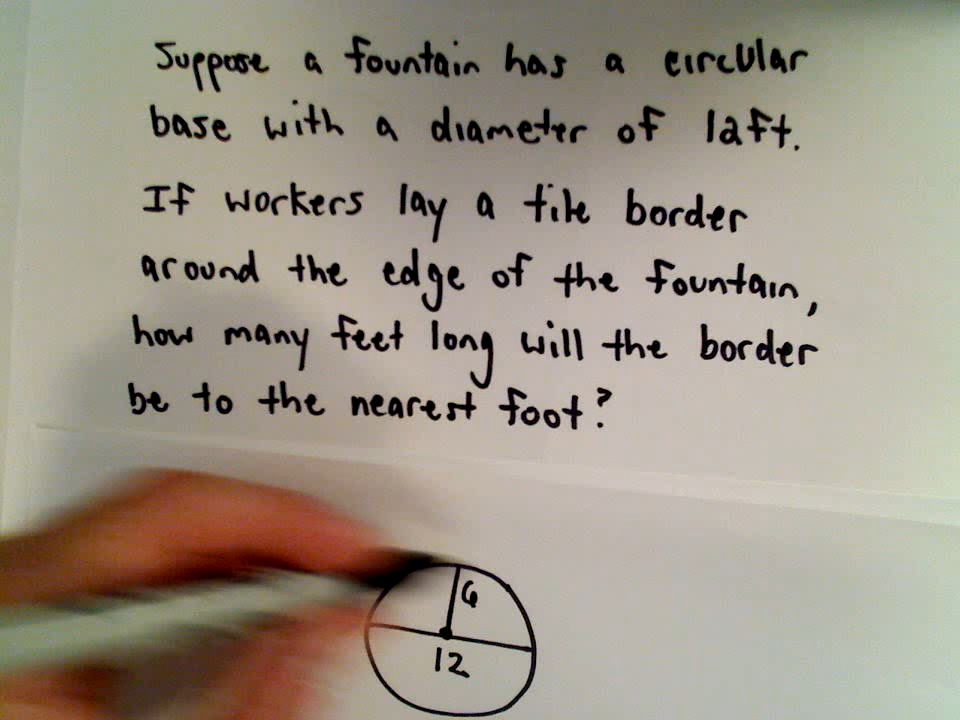 Suppose a fountain has a circular
base with a diameter of 12ft.
If workers lay a tile border
around the edge of the fountain,
how many feet long will the border
be to the nearest foot?
6
12